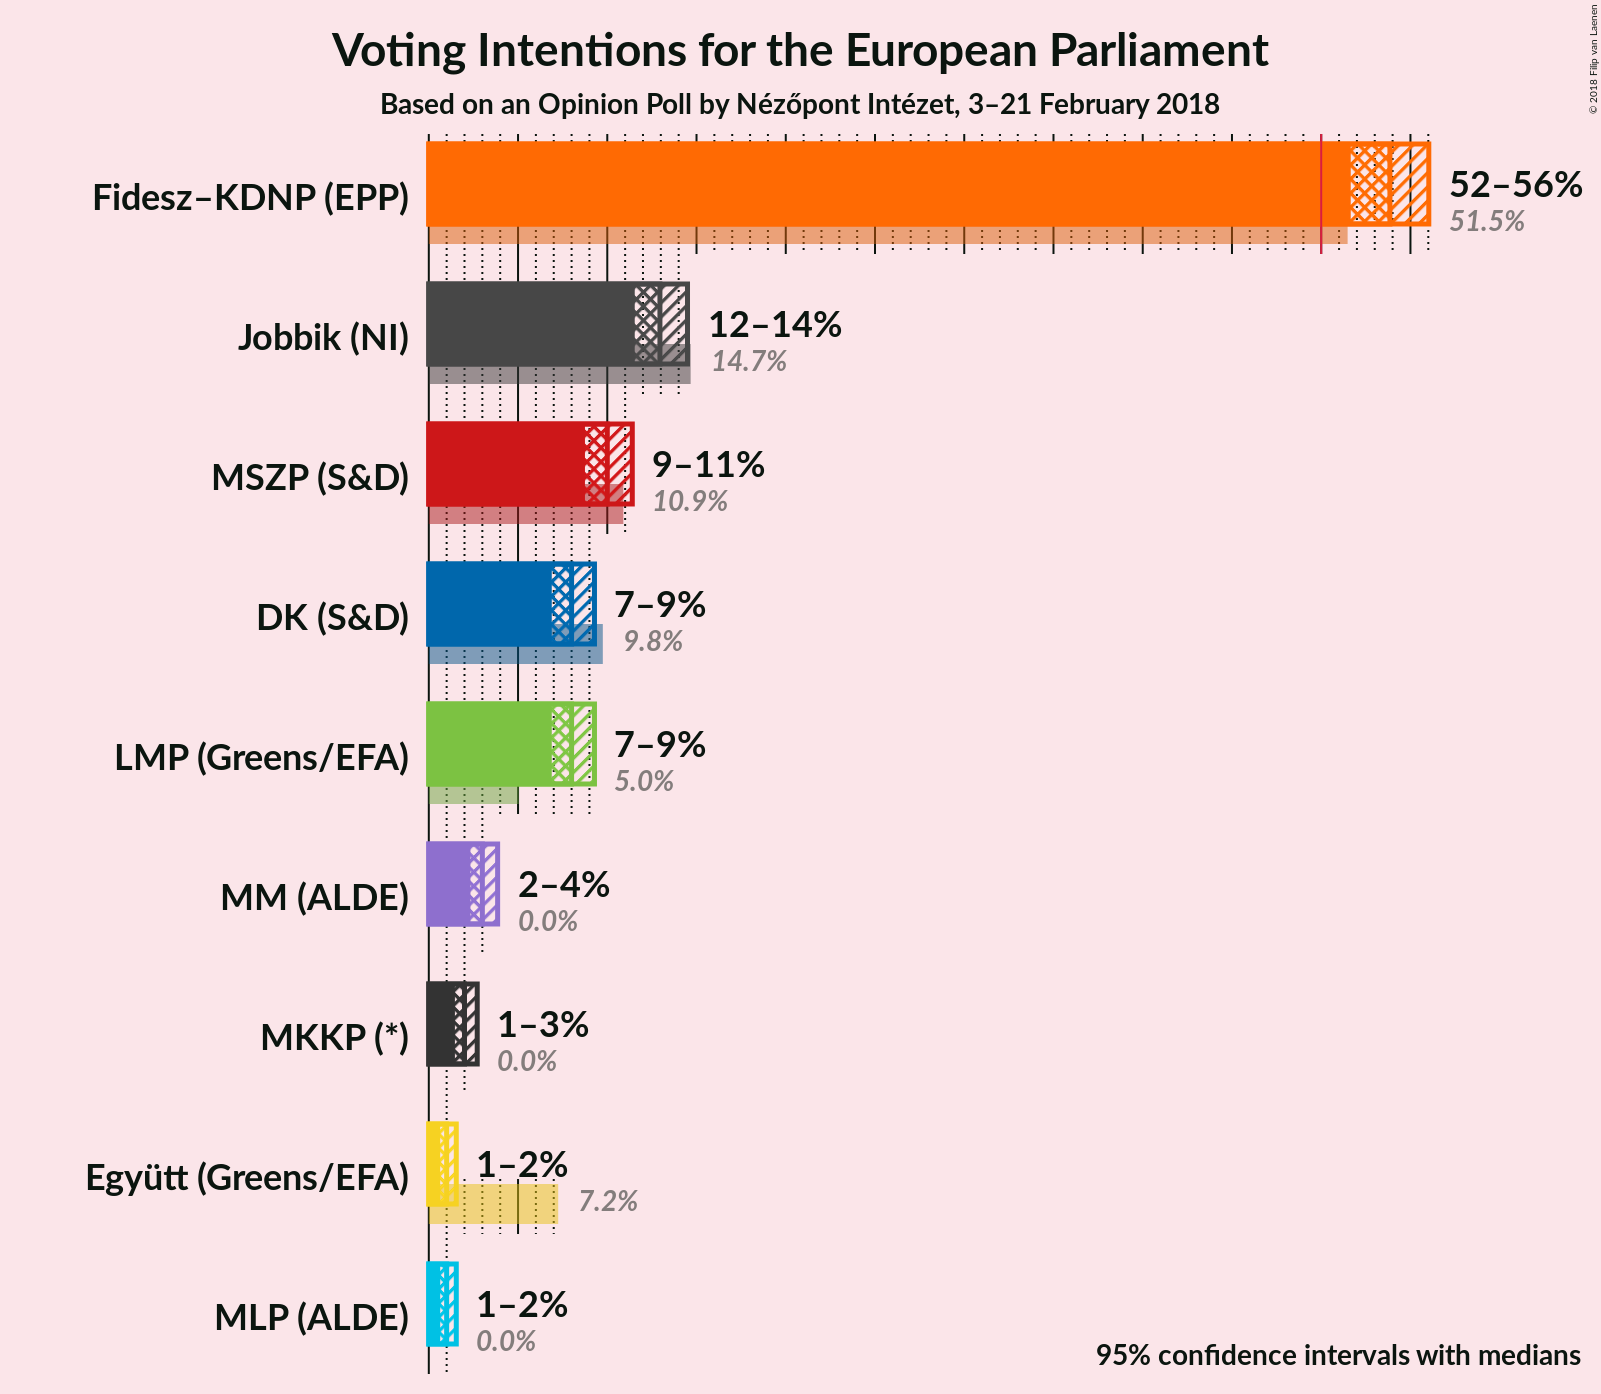 Voting Intentions for the European Parliament
Based on an Opinion Poll by Nézőpont Intézet, 3–21 February 2018
© 2018 Filip van Laenen
Fidesz–KDNP (EPP)
52–56%
51.5%
Jobbik (NI)
12–14%
14.7%
MSZP (S&D)
9–11%
10.9%
DK (S&D)
7–9%
9.8%
LMP (Greens/EFA)
7–9%
5.0%
MM (ALDE)
2–4%
0.0%
MKKP (*)
1–3%
0.0%
Együtt (Greens/EFA)
1–2%
7.2%
MLP (ALDE)
1–2%
0.0%
95% confidence intervals with medians